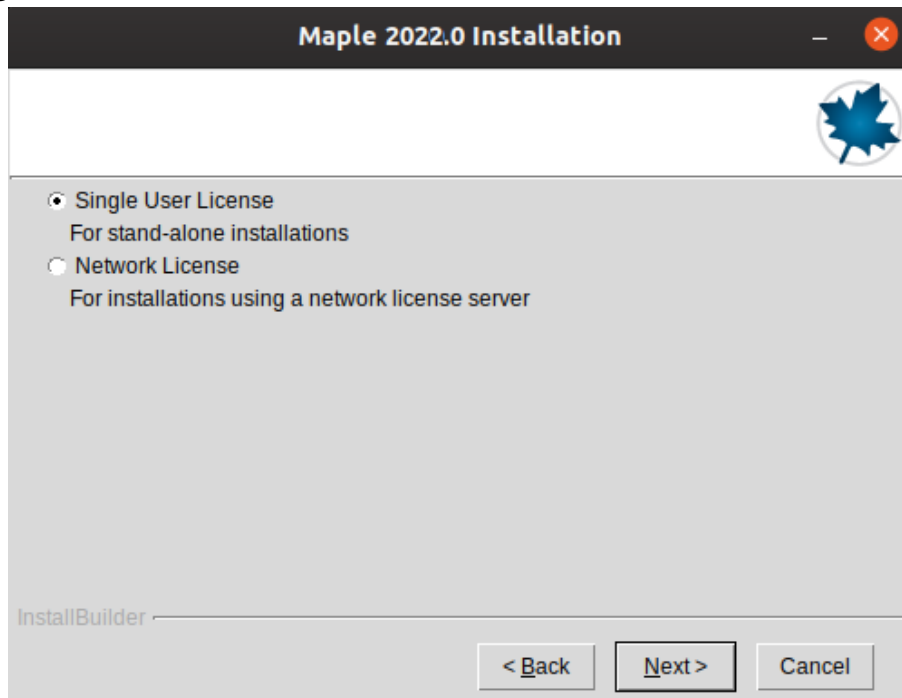 Maple 2022.0 Installation
Single User License
For stand-alone installations
Network License
For installations using a network license server
InstallBuilder
< Back
Next >
Cancel